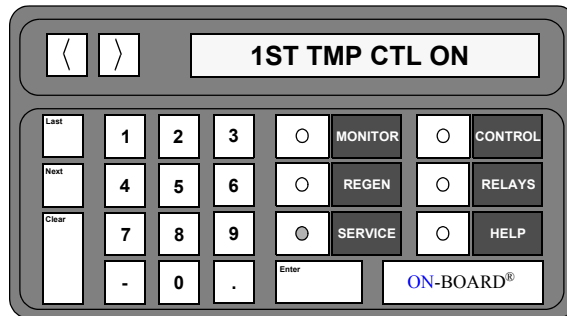 〈 〉 1ST TMP CTL ON
Last 1 2 3 MONITOR CONTROL
Next 4 5 6 REGEN RELAYS
Clear 7 8 9 SERVICE HELP
- 0 . Enter ON-BOARD®